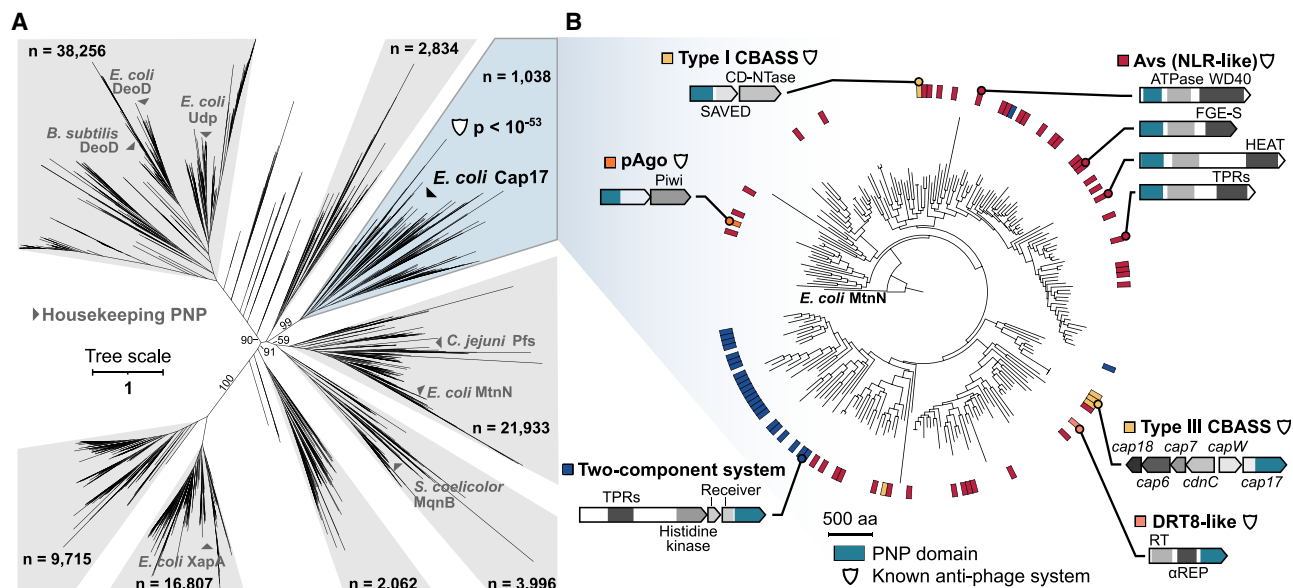 A
n = 38,256
E. coli
DeoD
E. coli
Udp
B. subtilis
DeoD
n = 2,834
n = 1,038
p < 10-53
E. coli Cap17
Housekeeping PNP
Tree scale
1
90
99
59
91
100
C. jejuni Pfs
E. coli MtnN
n = 21,933
S. coelicolor
MqnB
n = 9,715
E. coli XapA
n = 16,807
n = 2,062
n = 3,996
B
Type I CBASS
CD-NTase
SAVED
pAgo
Piwi
Avs (NLR-like)
ATPase WD40
FGE-S
HEAT
TPRs
E. coli MtnN
Two-component system
TPRs
Receiver
Histidine
kinase
Type III CBASS
cap18 cap7 capW
cap6 cdnC cap17
DRT8-like
RT
αREP
500 aa
PNP domain
Known anti-phage system